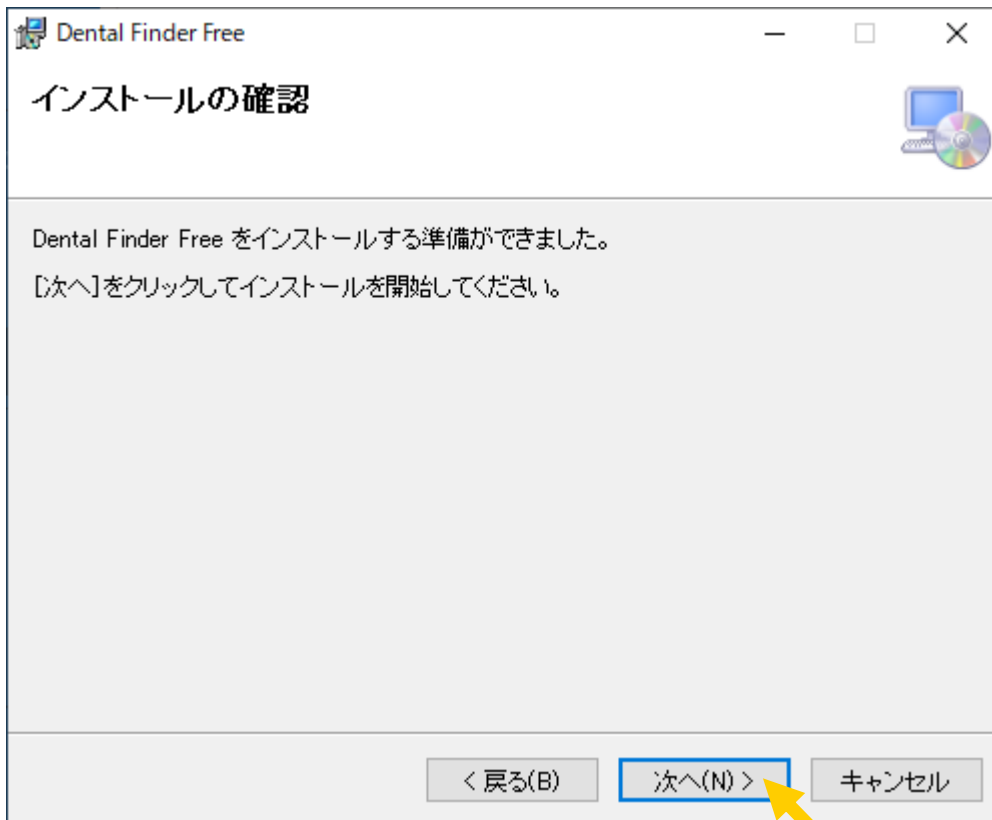 Dental Finder Free
インストールの確認
Dental Finder Free をインストールする準備ができました。
[次へ]をクリックしてインストールを開始してください。
< 戻る(B)
次へ(N) >
キャンセル